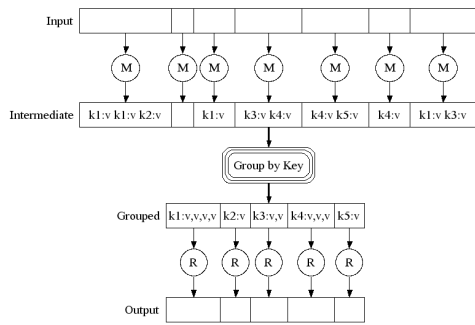 Input
M M M M M M M
Intermediate k1:v k1:v k2:v k1:v k3:v k4:v k4:v k5:v k4:v k1:v k3:v
Group by Key
Grouped k1:v,v,v,v k2:v k3:v,v k4:v,v,v k5:v
R R R R R
Output